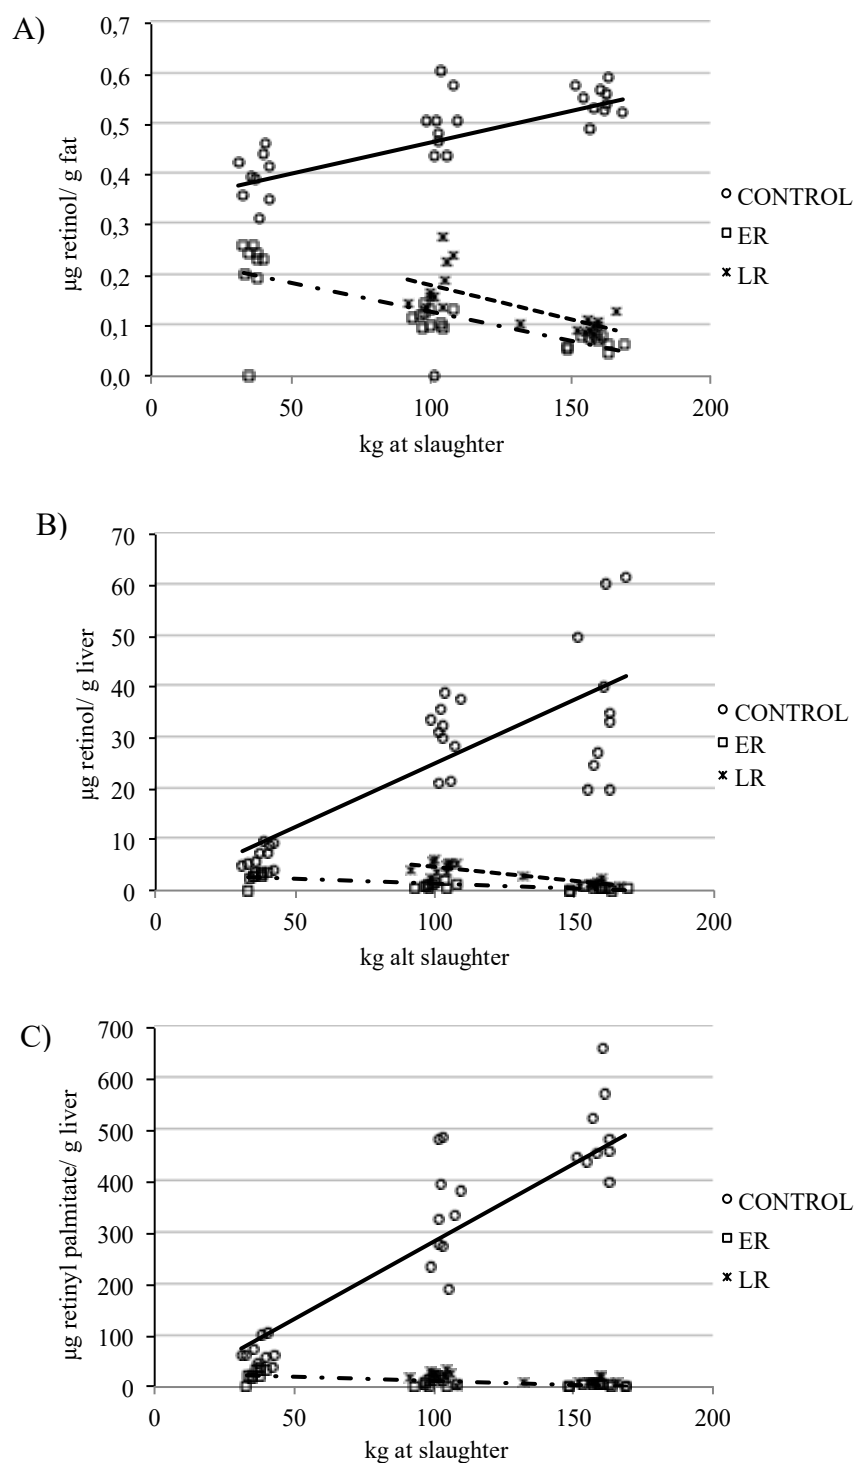 A)
0,7
0,6
0,5
0,4
0,3
0,2
0,1
0,0
µg retinol/ g fat
0 50 100 150 200
kg at slaughter
CONTROL
ER
LR
B)
70
60
50
40
30
20
10
0
µg retinol/ g liver
0 50 100 150 200
kg alt slaughter
CONTROL
ER
LR
C)
700
600
500
400
300
200
100
0
µg retinyl palmitate/ g liver
0 50 100 150 200
kg at slaughter
CONTROL
ER
LR